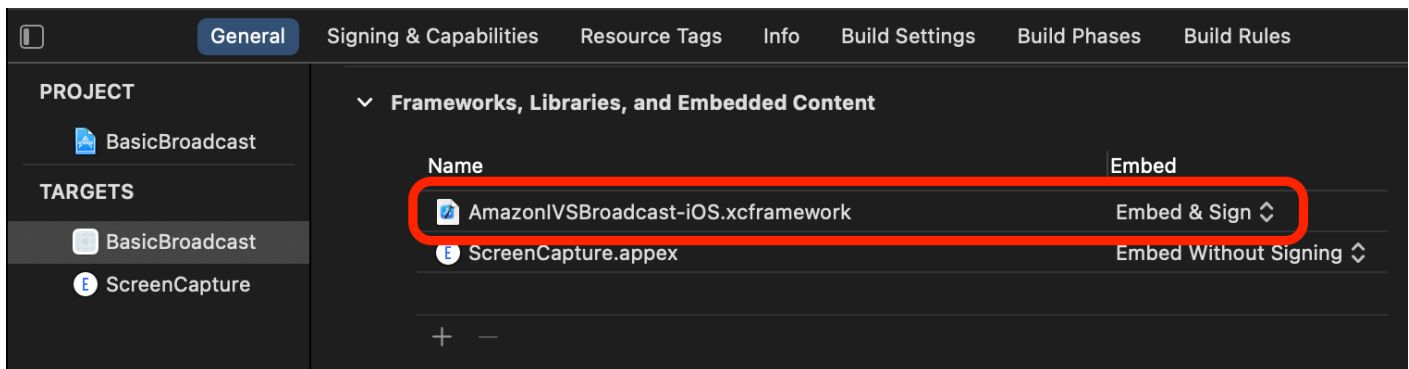 General Signing & Capabilities Resource Tags Info Build Settings Build Phases Build Rules
PROJECT
BasicBroadcast
TARGETS
BasicBroadcast
E ScreenCapture
Frameworks, Libraries, and Embedded Content
Name Embed
AmazonIVSBroadcast-iOS.xcframework Embed & Sign
E ScreenCapture.appex Embed Without Signing